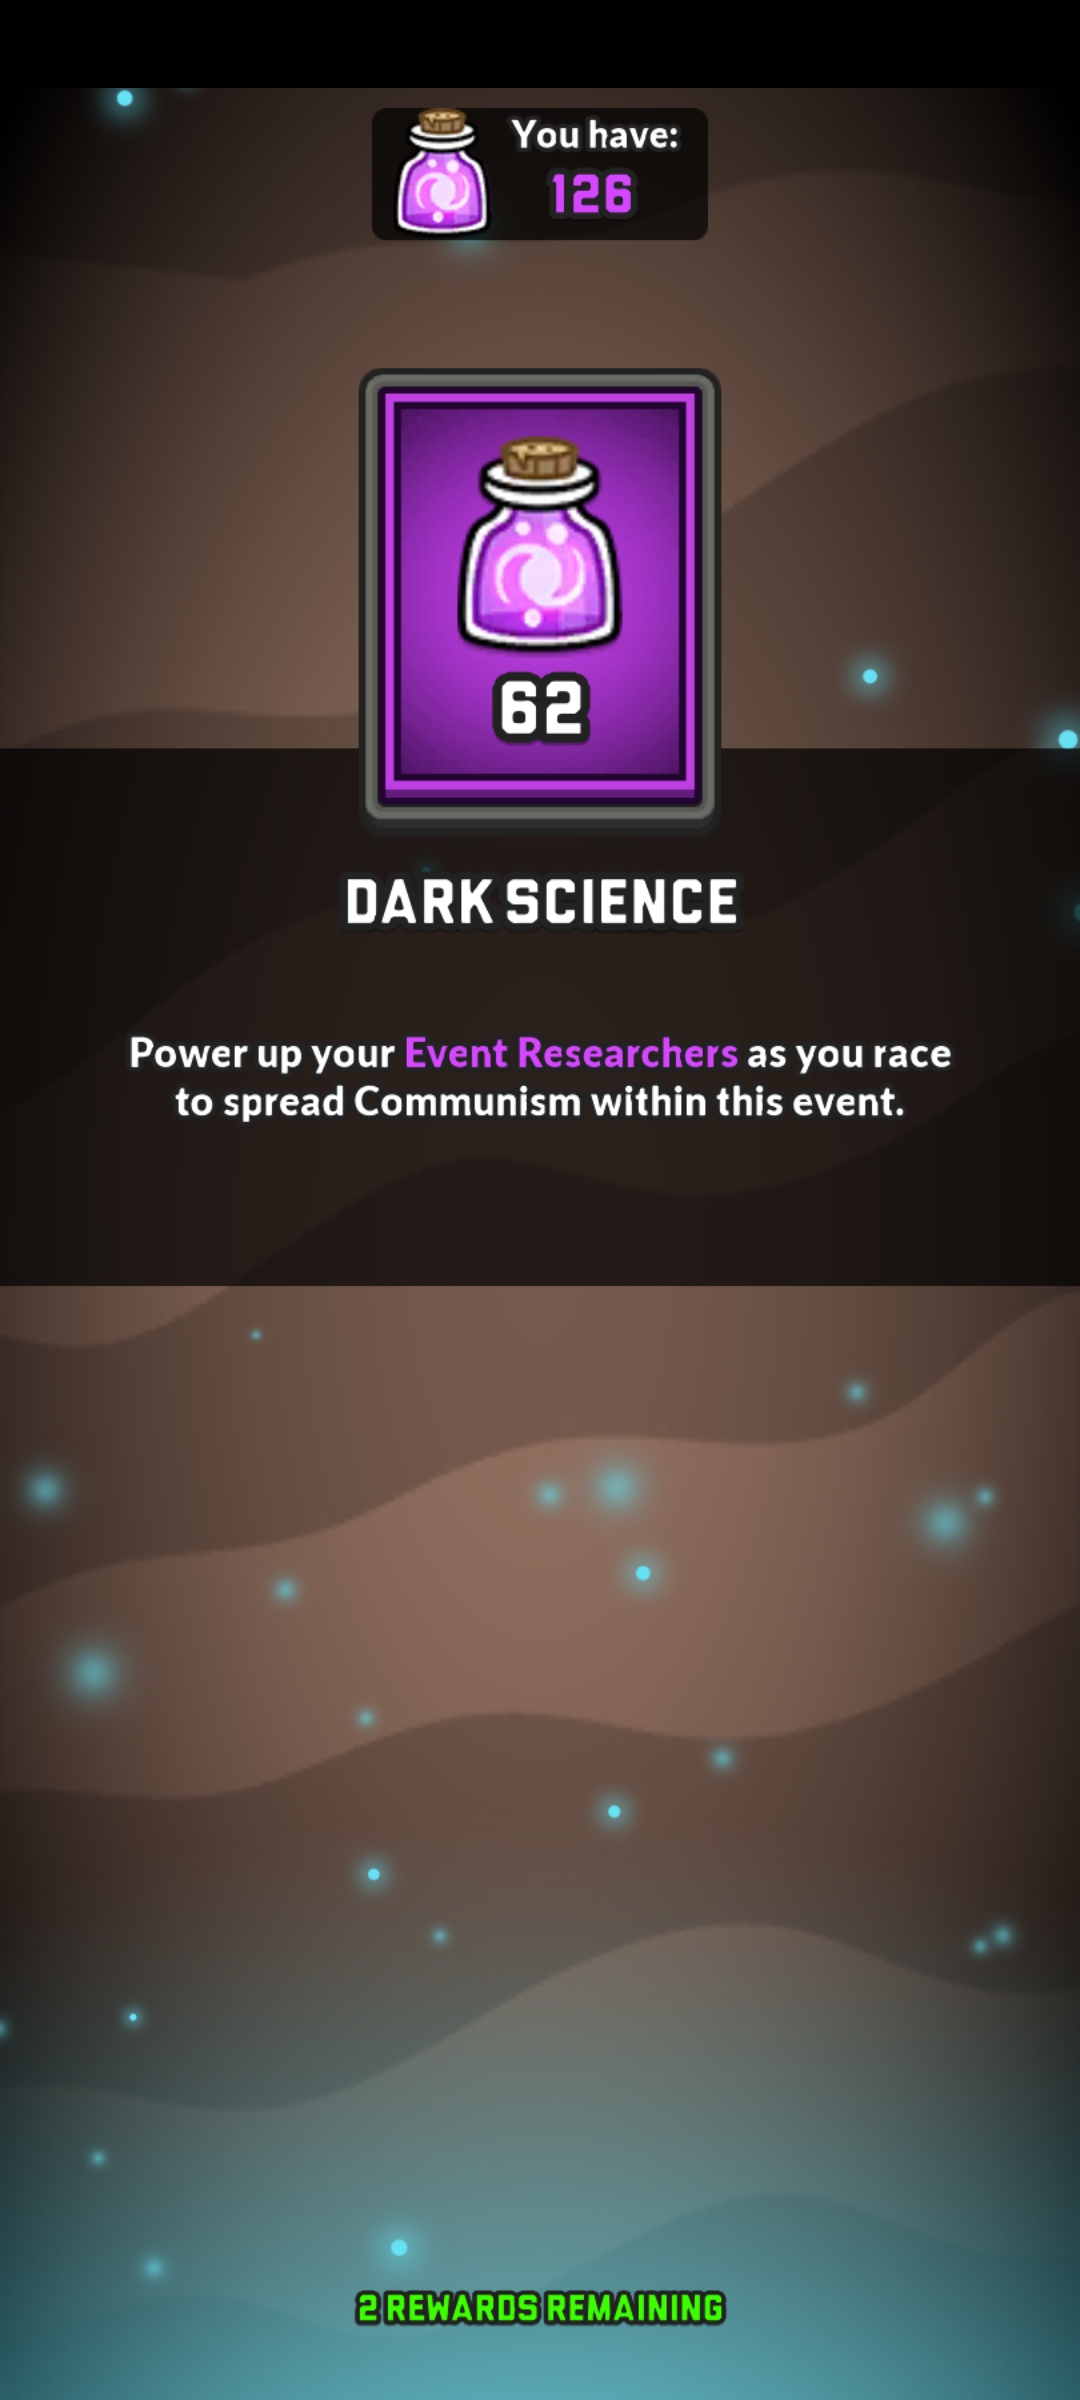 You have:
126
62
DARK SCIENCE
Power up your Event Researchers as you race
to spread Communism within this event.
2 REWARDS REMAINING